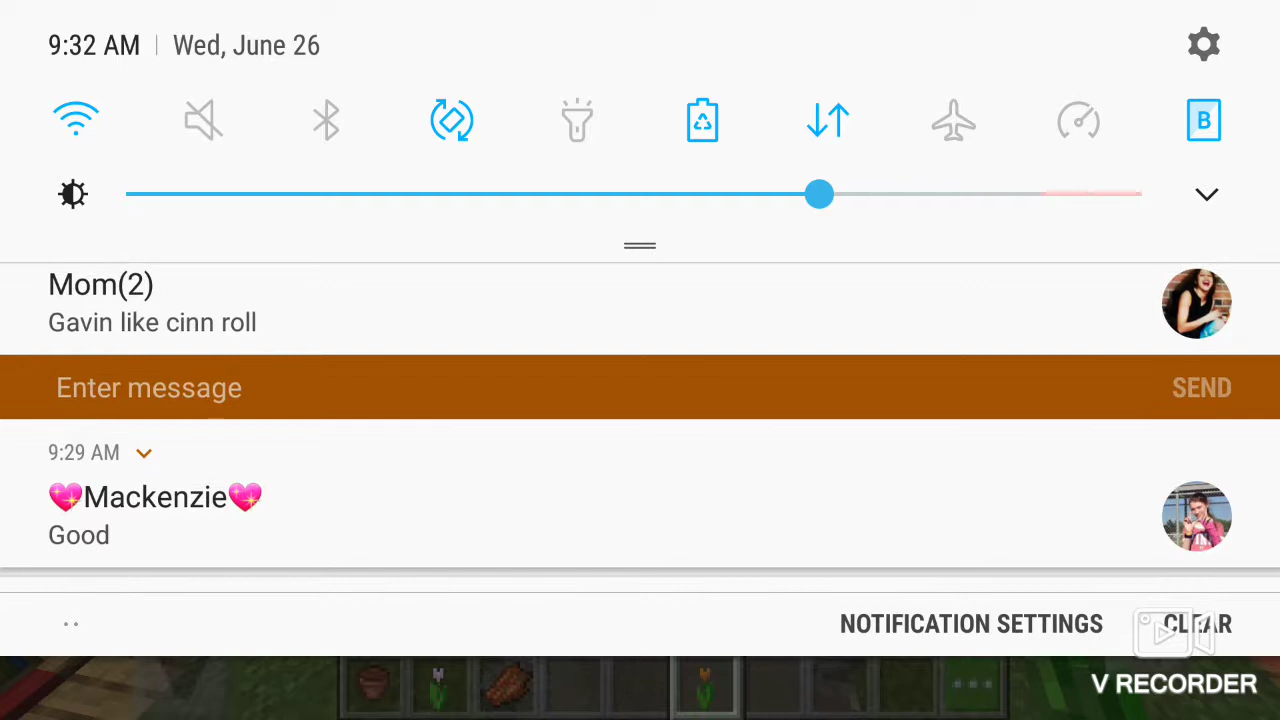 9:32 AM | Wed, June 26
B
Mom(2)
Gavin like cinn roll
Enter message SEND
9:29 AM
💖Mackenzie💖
Good
NOTIFICATION SETTINGS CLEAR
V RECORDER